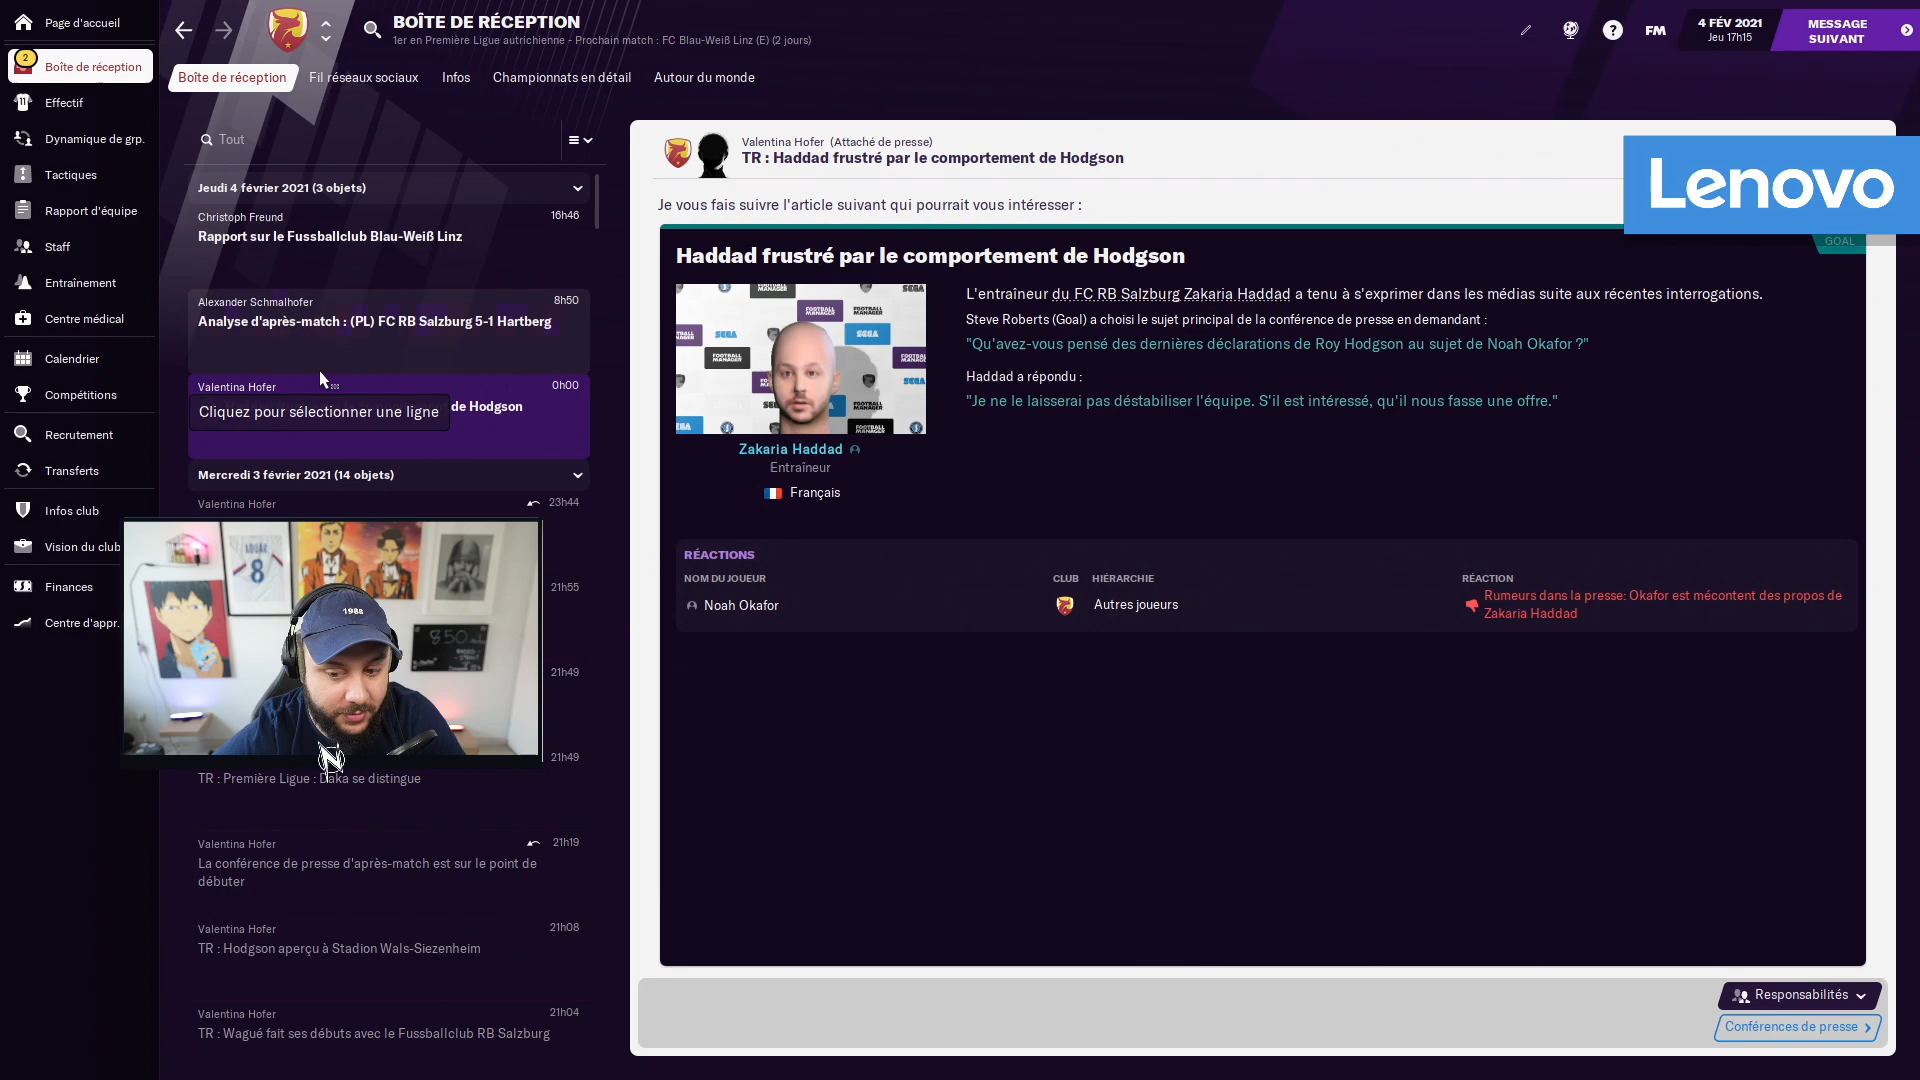 Page d'accueil
2
Boîte de réception
Effectif
Dynamique de grp.
Tactiques
Rapport d'équipe
Staff
Entraînement
Centre médical
Calendrier
Compétitions
Recrutement
Transferts
Infos club
Vision du club
Finances
Centre d'appr.
BOÎTE DE RÉCEPTION
1er en Première Ligue autrichienne - Prochain match : FC Blau-Weiß Linz (E) (2 jours)
FM
4 FÉV 2021
Jeu 17h15
MESSAGE
SUIVANT
Boîte de réception
Fil réseaux sociaux
Infos
Championnats en détail
Autour du monde
Tout
Jeudi 4 février 2021 (3 objets)
Christoph Freund
16h46
Rapport sur le Fussballclub Blau-Weiß Linz
Alexander Schmalhofer
8h50
Analyse d'après-match : (PL) FC RB Salzburg 5-1 Hartberg
Valentina Hofer
0h00
de Hodgson
Cliquez pour sélectionner une ligne
Mercredi 3 février 2021 (14 objets)
Valentina Hofer
23h44
21h55
21h49
21h49
TR : Première Ligue : Daka se distingue
Valentina Hofer
21h19
La conférence de presse d'après-match est sur le point de
débuter
Valentina Hofer
21h08
TR : Hodgson aperçu à Stadion Wals-Siezenheim
Valentina Hofer
21h04
TR : Wagué fait ses débuts avec le Fussballclub RB Salzburg
8
1988
850
Valentina Hofer (Attaché de presse)
TR : Haddad frustré par le comportement de Hodgson
Lenovo
Je vous fais suivre l'article suivant qui pourrait vous intéresser :
GOAL
Haddad frustré par le comportement de Hodgson
FOOTBALL
MANAGER
SEGA
L'entraîneur du FC RB Salzburg Zakaria Haddad a tenu à s'exprimer dans les médias suite aux récentes interrogations.
Steve Roberts (Goal) a choisi le sujet principal de la conférence de presse en demandant :
"Qu'avez-vous pensé des dernières déclarations de Roy Hodgson au sujet de Noah Okafor ?"
Haddad a répondu :
"Je ne le laisserai pas déstabiliser l'équipe. S'il est intéressé, qu'il nous fasse une offre."
Zakaria Haddad
Entraîneur
Français
RÉACTIONS
NOM DU JOUEUR
CLUB
HIÉRARCHIE
RÉACTION
Noah Okafor
Autres joueurs
Rumeurs dans la presse: Okafor est mécontent des propos de
Zakaria Haddad
Responsabilités
Conférences de presse